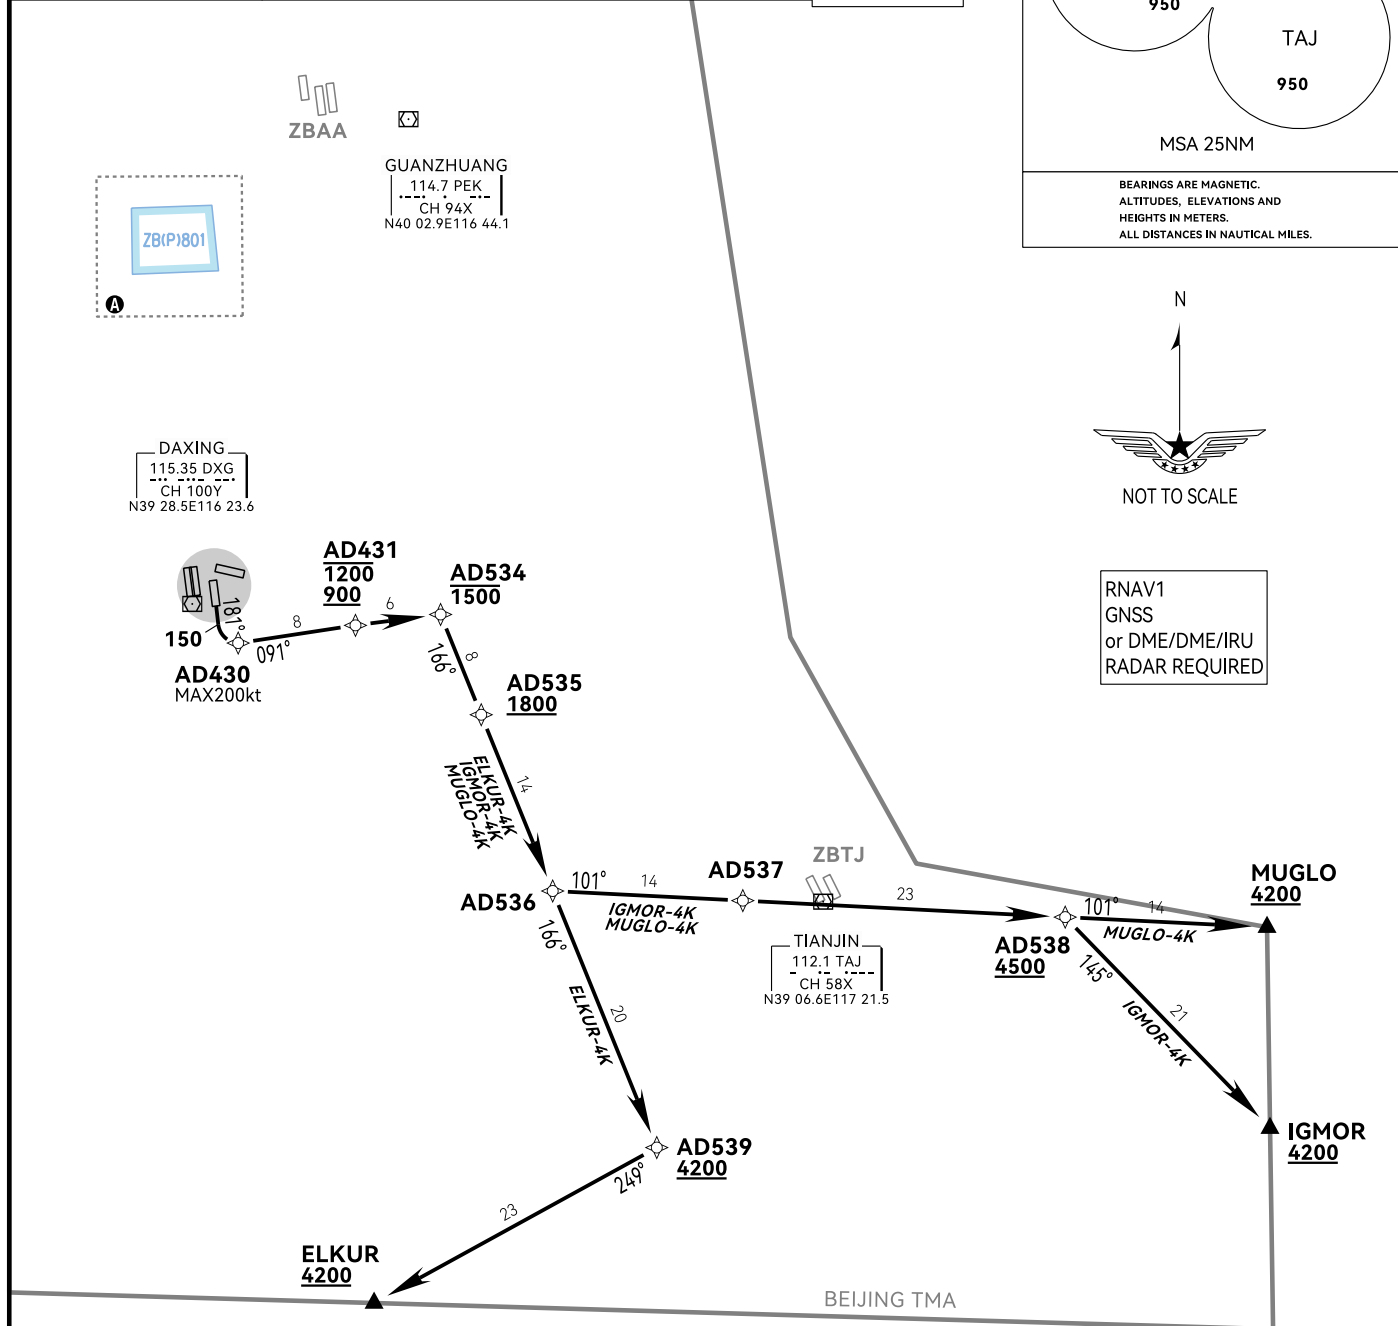 950
TAJ
950
MSA 25NM
BEARINGS ARE MAGNETIC.
ALTITUDES, ELEVATIONS AND
HEIGHTS IN METERS.
ALL DISTANCES IN NAUTICAL MILES.
ZBAA
GUANZHUANG
114.7 PEK
CH 94X
N40 02.9E116 44.1
ZB(P)801
A
N
NOT TO SCALE
DAXING
115.35 DXG
CH 100Y
N39 28.5E116 23.6
RNAV1
GNSS
or DME/DME/IRU
RADAR REQUIRED
181°
150
AD430
MAX200kt
091°
8
AD431
1200
900
6
AD534
1500
166°
8
AD535
1800
14
ELKUR-4K
IGMOR-4K
MUGLO-4K
AD536
101°
14
IGMOR-4K
MUGLO-4K
AD537
ZBTJ
23
TIANJIN
112.1 TAJ
CH 58X
N39 06.6E117 21.5
AD538
4500
101°
14
MUGLO-4K
MUGLO
4200
145°
21
IGMOR-4K
IGMOR
4200
166°
20
ELKUR-4K
AD539
4200
249°
23
ELKUR
4200
BEIJING TMA